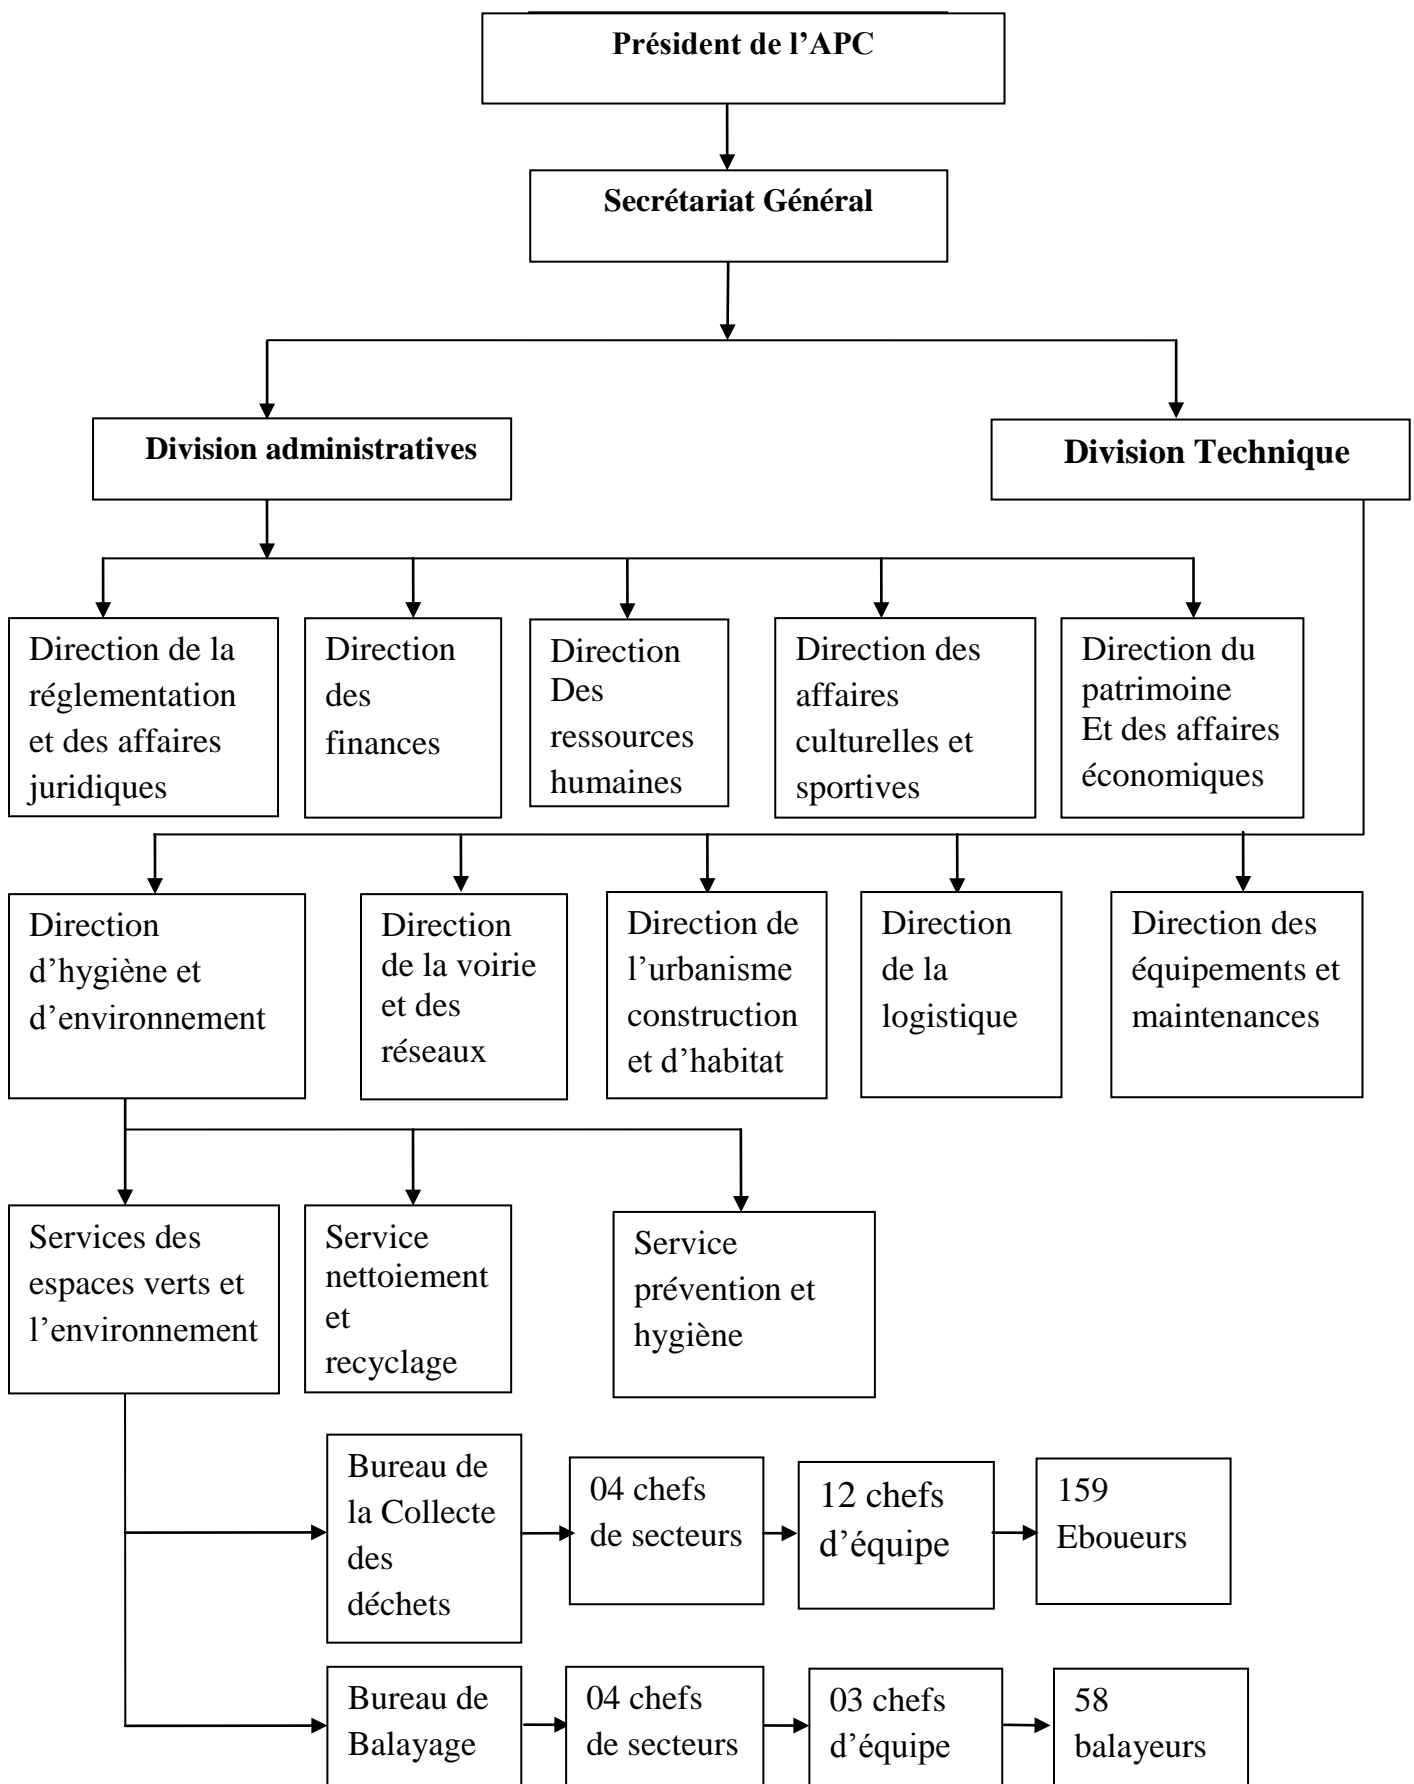 Président de l’APC
Secrétariat Général
Division administratives
Division Technique
Direction de la
réglementation
et des affaires
juridiques
Direction
des
finances
Direction
Des
ressources
humaines
Direction des
affaires
culturelles et
sportives
Direction du
patrimoine
Et des affaires
économiques
Direction
d’hygiène et
d’environnement
Direction
de la voirie
et des
réseaux
Direction de
l’urbanisme
construction
et d’habitat
Direction
de la
logistique
Direction des
équipements et
maintenances
Services des
espaces verts et
l’environnement
Service
nettoiement
et
recyclage
Service
prévention et
hygiène
Bureau de
la Collecte
des
déchets
04 chefs
de secteurs
12 chefs
d’équipe
159
Eboueurs
Bureau de
Balayage
04 chefs
de secteurs
03 chefs
d’équipe
58
balayeurs